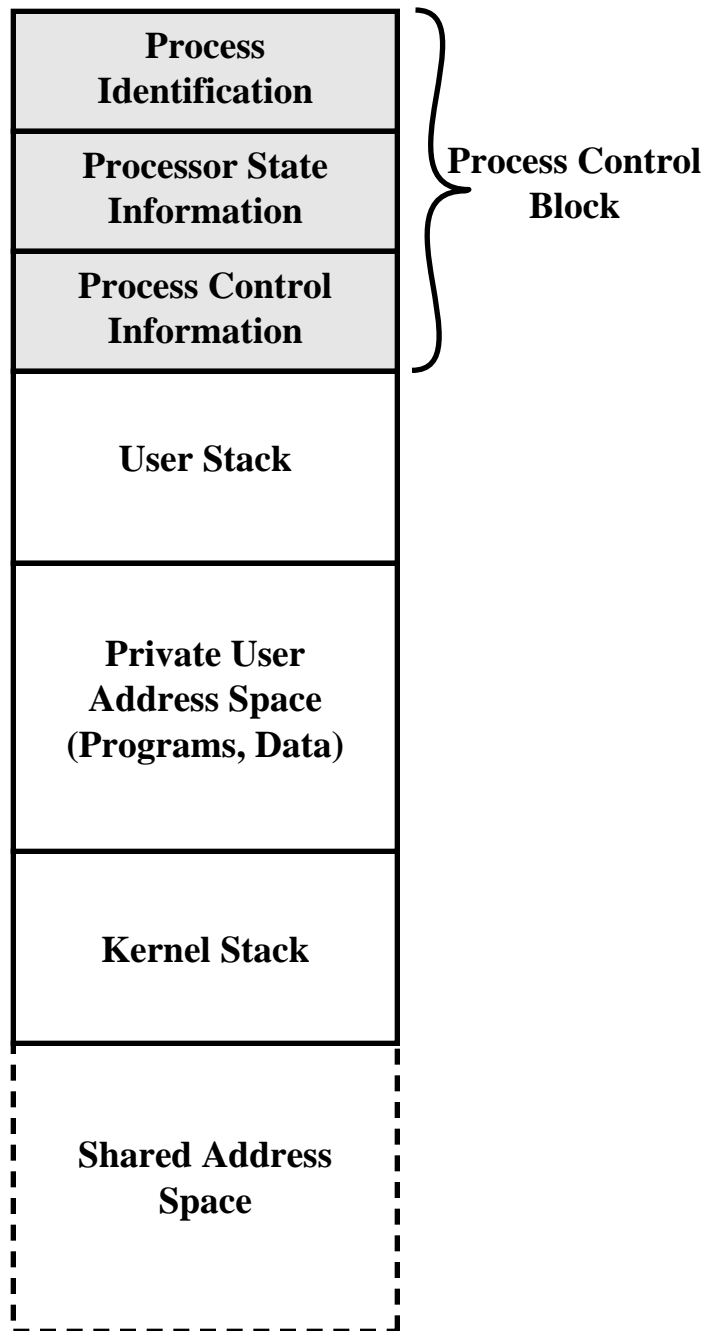 Process
Identification
Processor State
Information
Process Control
Information
Process Control
Block
User Stack
Private User
Address Space
(Programs, Data)
Kernel Stack
Shared Address
Space